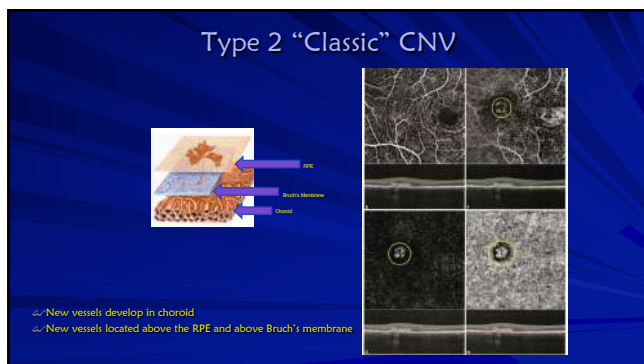 Type 2 “Classic” CNV
RPE
Bruch's Membrane
Choroid
New vessels develop in choroid
New vessels located above the RPE and above Bruch's membrane